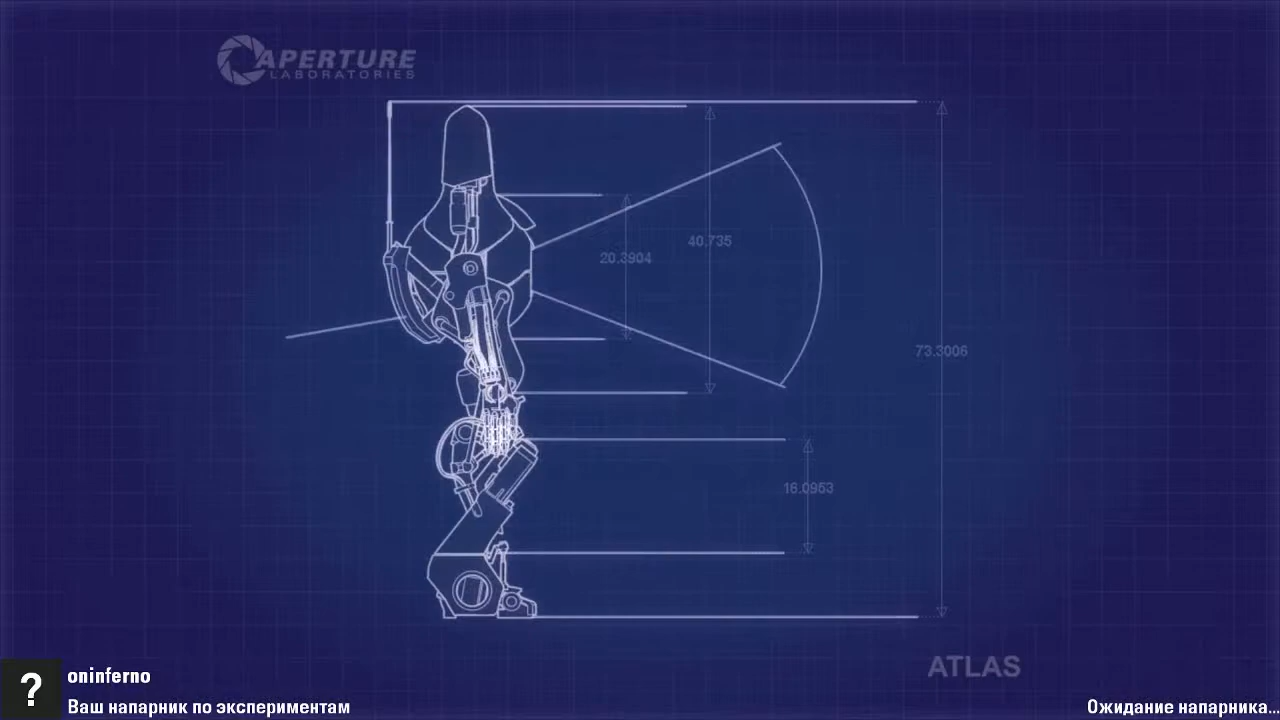 APERTURE
LABORATORIES
40.735
20.3904
73.3006
16.0953
ATLAS
?
oninferno
Ваш напарник по экспериментам
Ожидание напарника...